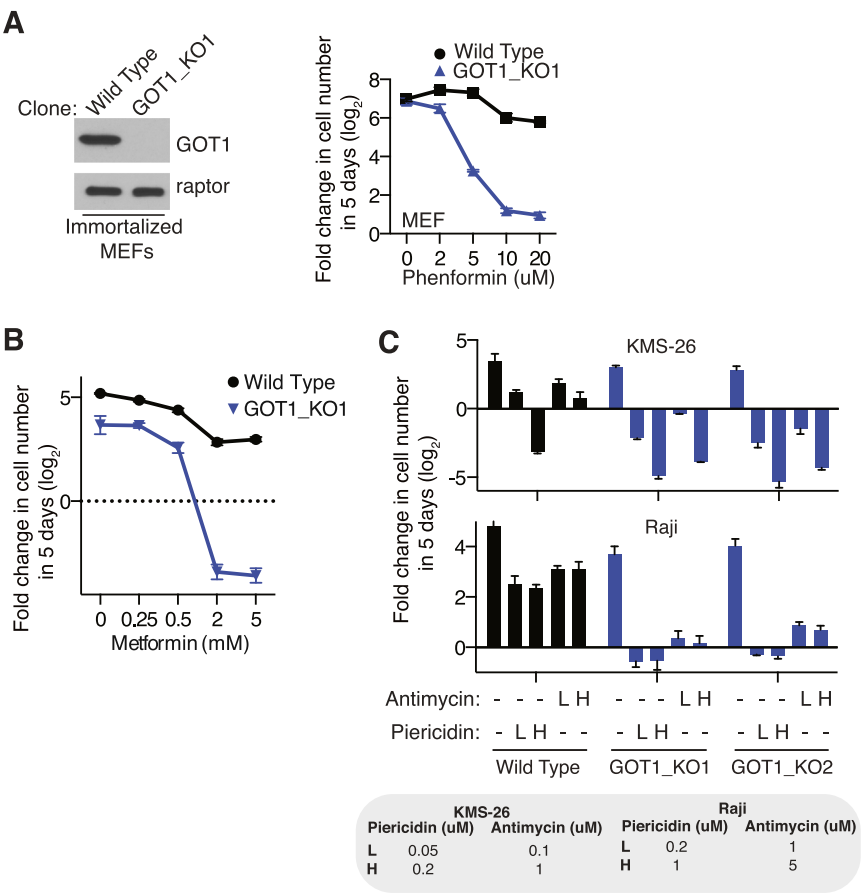 A
Clone:
Wild Type
GOT1_KO1
GOT1
raptor
Immortalized
MEFs
Fold change in cell number
in 5 days (log2)
Wild Type
GOT1_KO1
8
6
4
2
0
MEF
0 2 5 10 20
Phenformin (uM)
B
Fold change in cell number
in 5 days (log2)
Wild Type
GOT1_KO1
5
0
0 0.25 0.5 2 5
Metformin (mM)
C
Fold change in cell number
in 5 days (log2)
KMS-26
5
0
-5
Raji
4
2
0
Antimycin: - - - L H - - - L H - - - L H
Piericidin: - L H - - - L H - - - L H - -
Wild Type GOT1_KO1 GOT1_KO2
KMS-26 Raji
Piericidin (uM) Antimycin (uM) Piericidin (uM) Antimycin (uM)
L 0.05 0.1 L 0.2 1
H 0.2 1 H 1 5